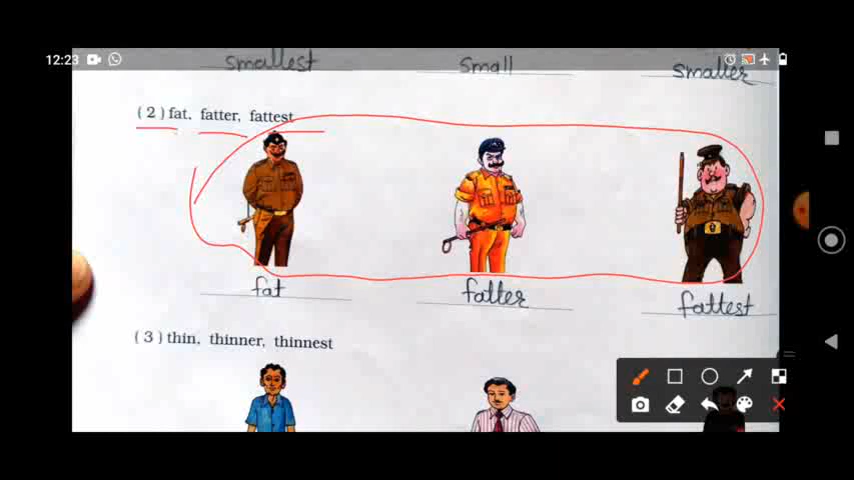 12:23
smallest small smaller
(2) fat, fatter, fattest
fat fatter fattest
(3) thin, thinner, thinnest